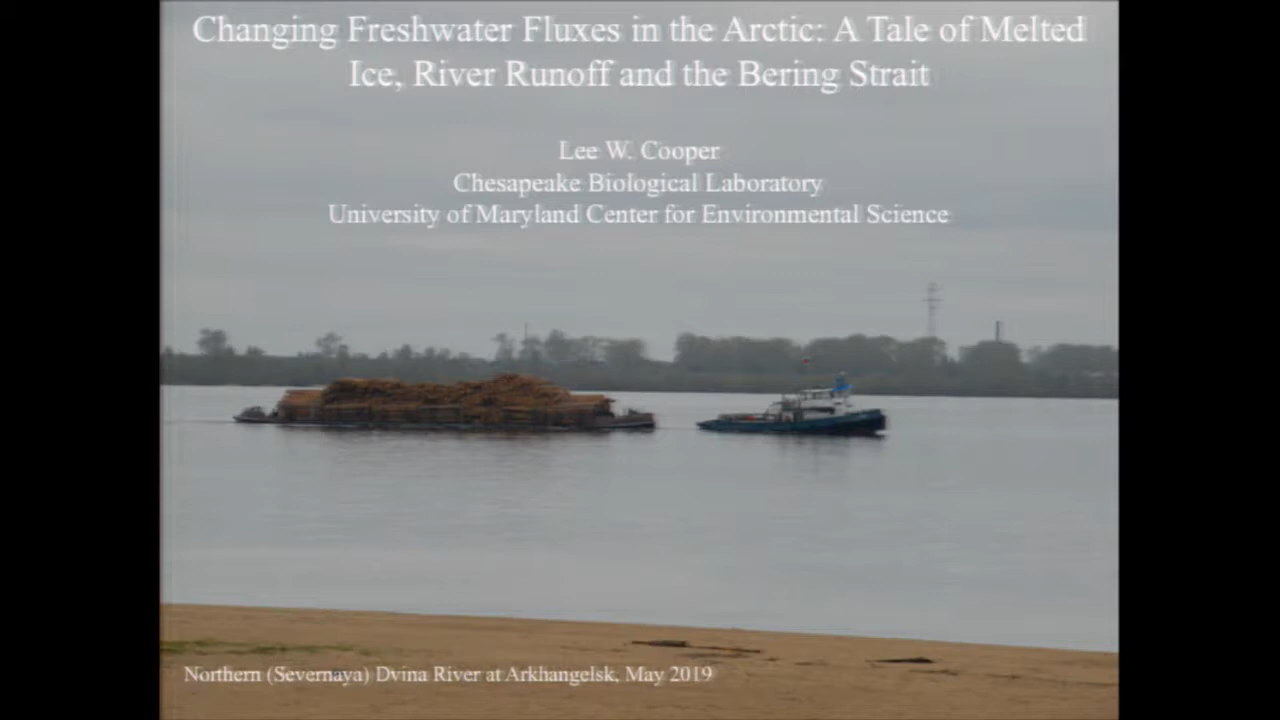 Changing Freshwater Fluxes in the Arctic: A Tale of Melted
Ice, River Runoff and the Bering Strait
Lee W. Cooper
Chesapeake Biological Laboratory
University of Maryland Center for Environmental Science
Northern (Severnaya) Dvina River at Arkhangelsk, May 2019